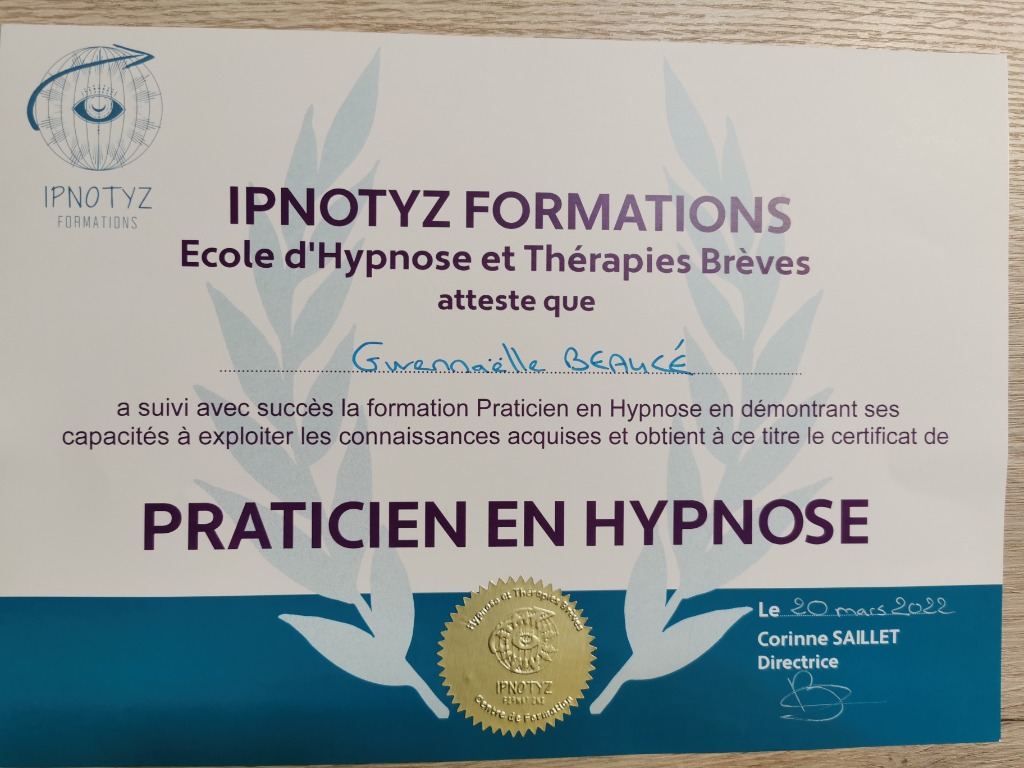 IPNOTYZ
FORMATIONS
IPNOTYZ FORMATIONS
Ecole d'Hypnose et Thérapies Brèves
atteste que
Gwennaëlle BEAUCÉ
a suivi avec succès la formation Praticien en Hypnose en démontrant ses
capacités à exploiter les connaissances acquises et obtient à ce titre le certificat de
PRATICIEN EN HYPNOSE
Hypnose et Thérapies Brèves
IPNOTYZ
FORMATIONS
Centre de Formation
Le 20 mars 2022
Corinne SAILLET
Directrice